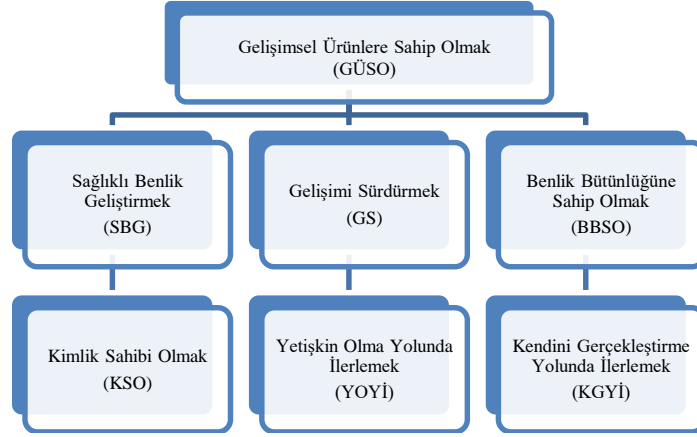 Gelişimsel Ürünlere Sahip Olmak
(GÜSO)
Sağlıklı Benlik
Geliştirmek
(SBG)
Gelişimi Sürdürmek
(GS)
Benlik Bütünlüğüne
Sahip Olmak
(BBSO)
Kimlik Sahibi Olmak
(KSO)
Yetişkin Olma Yolunda
İlerlemek
(YOYİ)
Kendini Gerçekleştirme
Yolunda İlerlemek
(KGYİ)